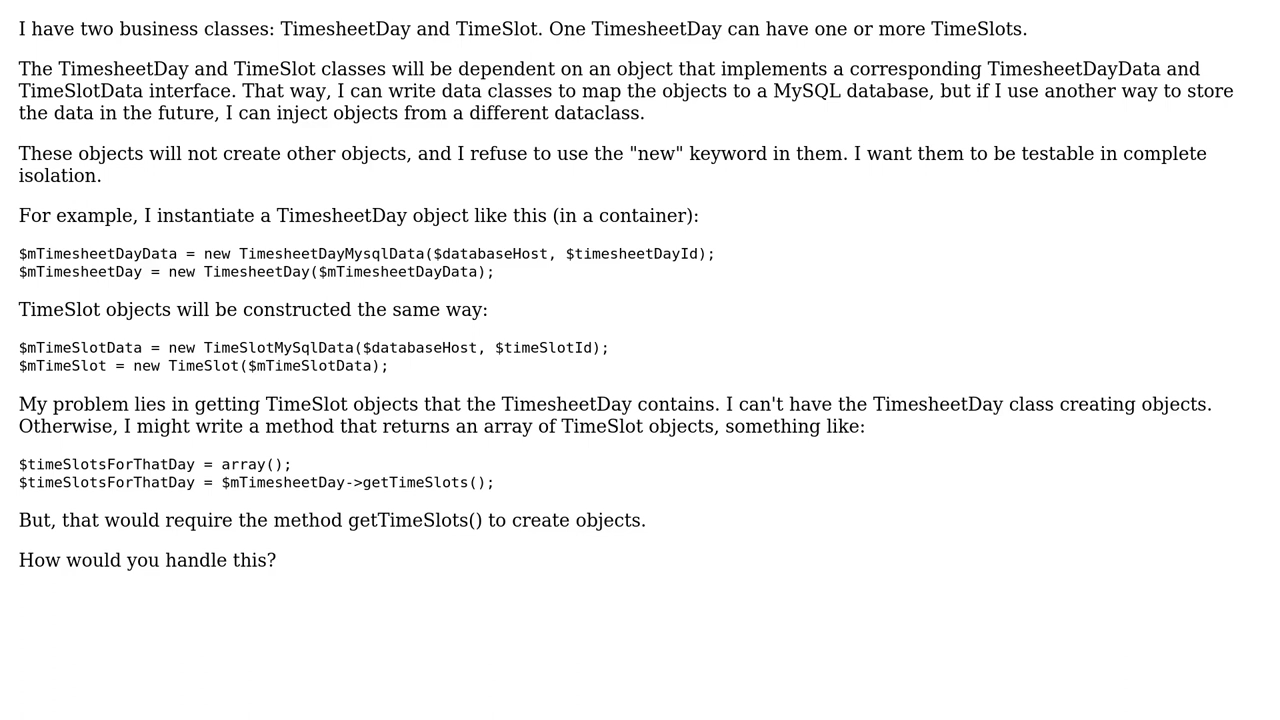 I have two business classes: TimesheetDay and TimeSlot. One TimesheetDay can have one or more TimeSlots.
The TimesheetDay and TimeSlot classes will be dependent on an object that implements a corresponding TimesheetDayData and
TimeSlotData interface. That way, I can write data classes to map the objects to a MySQL database, but if I use another way to store
the data in the future, I can inject objects from a different dataclass.
These objects will not create other objects, and I refuse to use the "new" keyword in them. I want them to be testable in complete
isolation.
For example, I instantiate a TimesheetDay object like this (in a container):
$mTimesheetDayData = new TimesheetDayMysqlData($databaseHost, $timesheetDayId);
$mTimesheetDay = new TimesheetDay($mTimesheetDayData);
TimeSlot objects will be constructed the same way:
$mTimeSlotData = new TimeSlotMySqlData($databaseHost, $timeSlotId);
$mTimeSlot = new TimeSlot($mTimeSlotData);
My problem lies in getting TimeSlot objects that the TimesheetDay contains. I can't have the TimesheetDay class creating objects.
Otherwise, I might write a method that returns an array of TimeSlot objects, something like:
$timeSlotsForThatDay = array();
$timeSlotsForThatDay = $mTimesheetDay->getTimeSlots();
But, that would require the method getTimeSlots() to create objects.
How would you handle this?